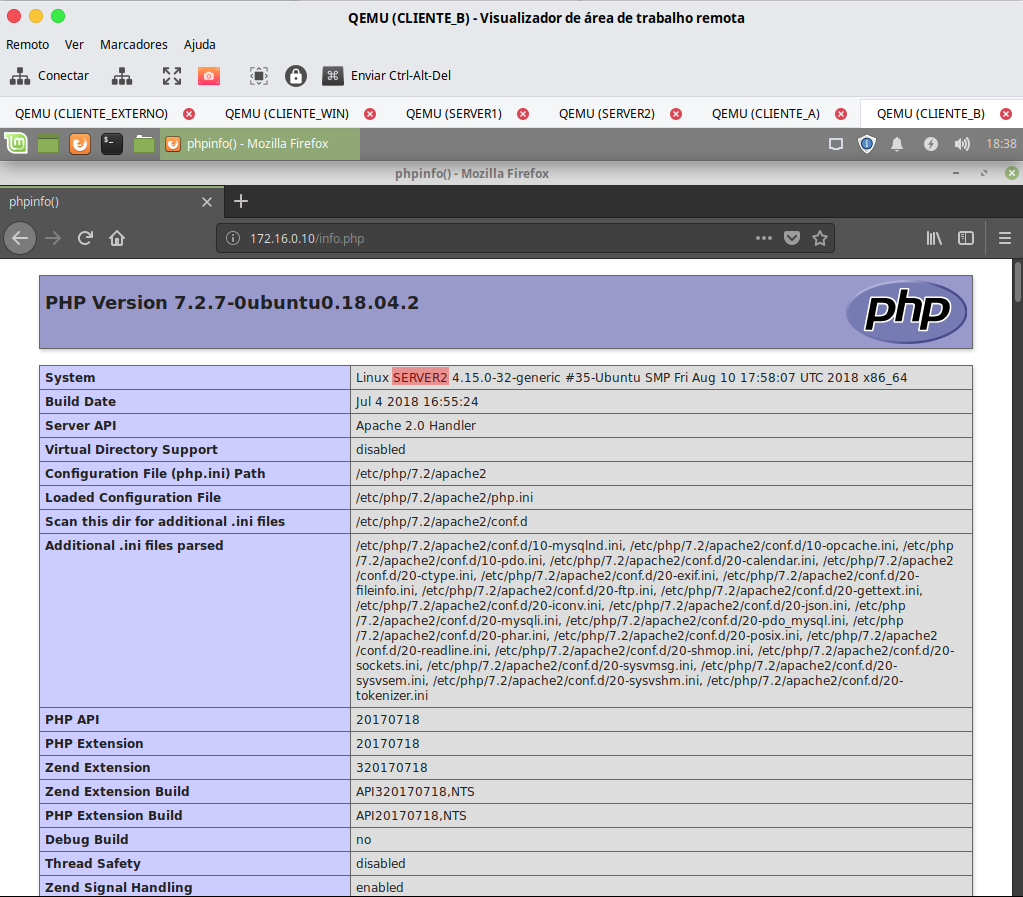 QEMU (CLIENTE_B) - Visualizador de área de trabalho remota
Remoto Ver Marcadores Ajuda
Conectar Enviar Ctrl-Alt-Del
QEMU (CLIENTE_EXTERNO) QEMU (CLIENTE_WIN) QEMU (SERVER1) QEMU (SERVER2) QEMU (CLIENTE_A) QEMU (CLIENTE_B)
phpinfo() - Mozilla Firefox 18:38
phpinfo() - Mozilla Firefox
phpinfo()
172.16.0.10/info.php
PHP Version 7.2.7-0ubuntu0.18.04.2
php
System Linux SERVER2 4.15.0-32-generic #35-Ubuntu SMP Fri Aug 10 17:58:07 UTC 2018 x86_64
Build Date Jul 4 2018 16:55:24
Server API Apache 2.0 Handler
Virtual Directory Support disabled
Configuration File (php.ini) Path /etc/php/7.2/apache2
Loaded Configuration File /etc/php/7.2/apache2/php.ini
Scan this dir for additional .ini files /etc/php/7.2/apache2/conf.d
Additional .ini files parsed /etc/php/7.2/apache2/conf.d/10-mysqlnd.ini, /etc/php/7.2/apache2/conf.d/10-opcache.ini, /etc/php
/7.2/apache2/conf.d/10-pdo.ini, /etc/php/7.2/apache2/conf.d/20-calendar.ini, /etc/php/7.2/apache2
/conf.d/20-ctype.ini, /etc/php/7.2/apache2/conf.d/20-exif.ini, /etc/php/7.2/apache2/conf.d/20-
fileinfo.ini, /etc/php/7.2/apache2/conf.d/20-ftp.ini, /etc/php/7.2/apache2/conf.d/20-gettext.ini,
/etc/php/7.2/apache2/conf.d/20-iconv.ini, /etc/php/7.2/apache2/conf.d/20-json.ini, /etc/php
/7.2/apache2/conf.d/20-mysqli.ini, /etc/php/7.2/apache2/conf.d/20-pdo_mysql.ini, /etc/php
/7.2/apache2/conf.d/20-phar.ini, /etc/php/7.2/apache2/conf.d/20-posix.ini, /etc/php/7.2/apache2
/conf.d/20-readline.ini, /etc/php/7.2/apache2/conf.d/20-shmop.ini, /etc/php/7.2/apache2/conf.d/20-
sockets.ini, /etc/php/7.2/apache2/conf.d/20-sysvmsg.ini, /etc/php/7.2/apache2/conf.d/20-
sysvsem.ini, /etc/php/7.2/apache2/conf.d/20-sysvshm.ini, /etc/php/7.2/apache2/conf.d/20-
tokenizer.ini
PHP API 20170718
PHP Extension 20170718
Zend Extension 320170718
Zend Extension Build API320170718,NTS
PHP Extension Build API20170718,NTS
Debug Build no
Thread Safety disabled
Zend Signal Handling enabled